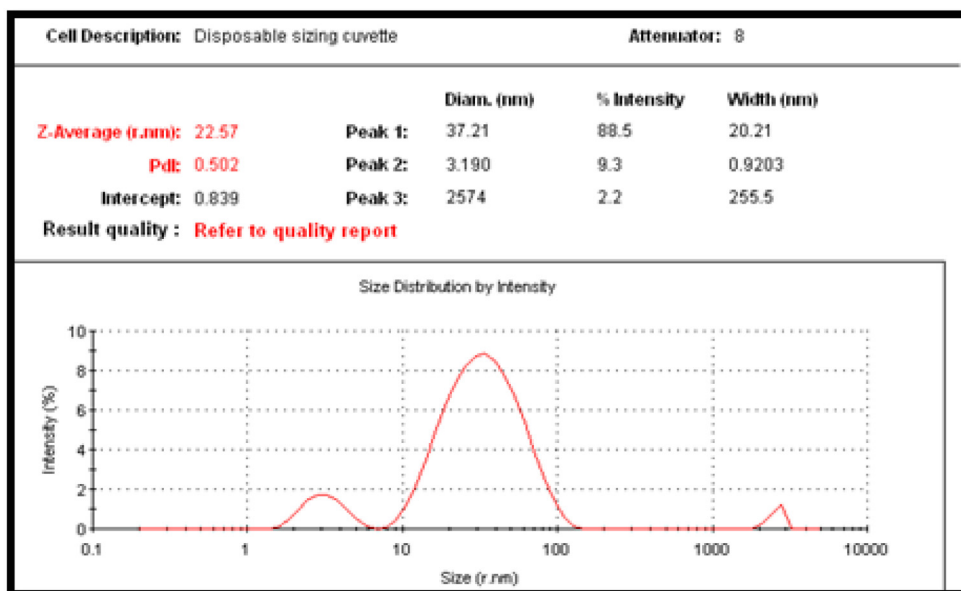 Cell Description: Disposable sizing cuvette Attenuator: 8
Diam. (nm) % Intensity Width (nm)
Z-Average (r.nm): 22.57 Peak 1: 37.21 88.5 20.21
PdI: 0.502 Peak 2: 3.190 9.3 0.9203
Intercept: 0.839 Peak 3: 2574 2.2 255.5
Result quality : Refer to quality report
Size Distribution by Intensity
Intensity (%)
10
8
6
4
2
0
0.1 1 10 100 1000 10000
Size (r.nm)